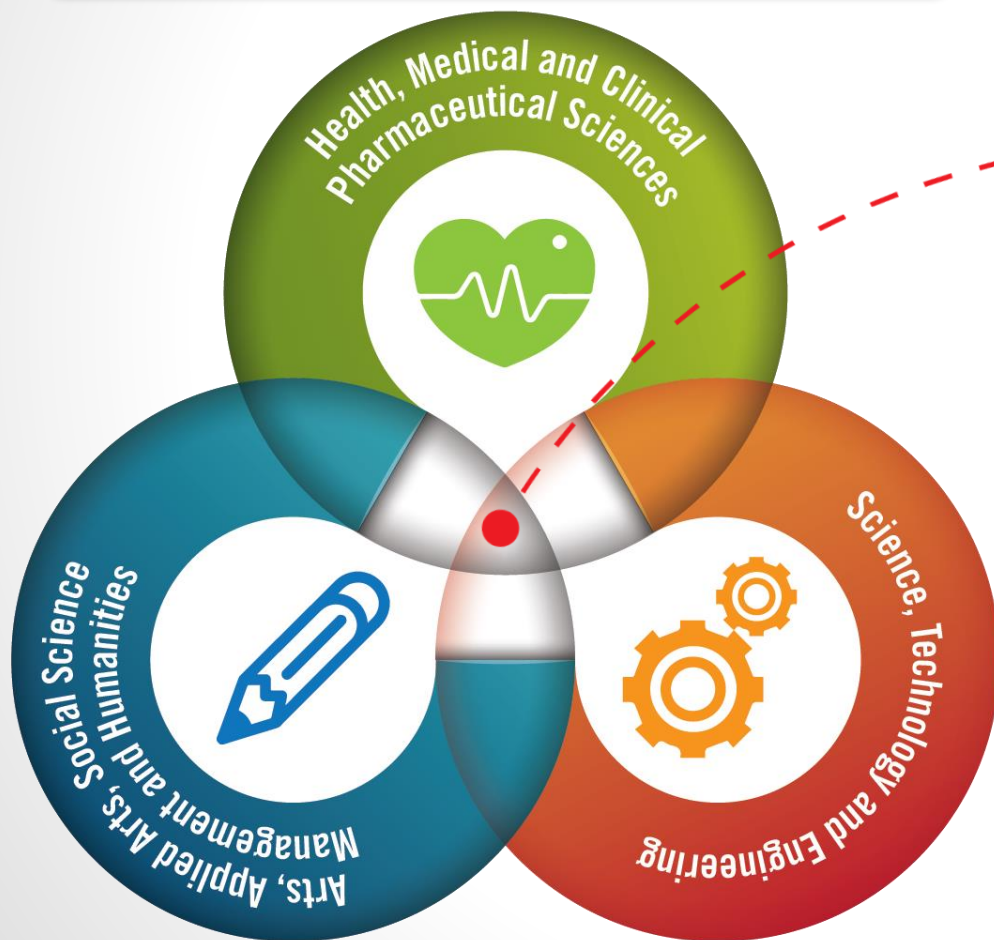 Health, Medical and Clinical
Pharmaceutical Sciences
Arts, Applied Arts, Social Science
Management and Humanities
Science, Technology and Engineering